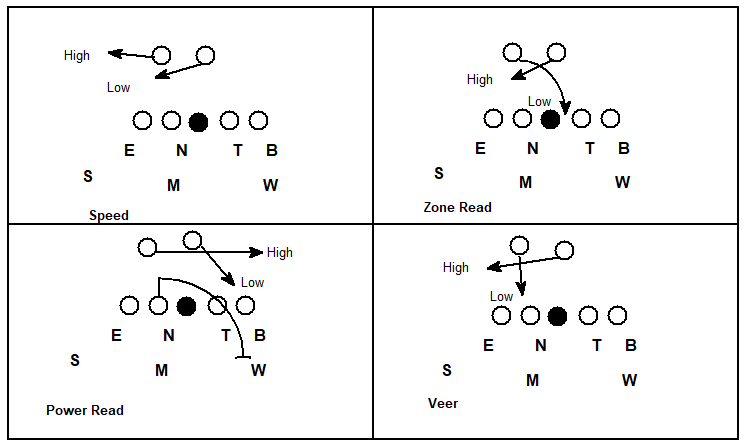 High
Low
E N T B
S M W
Speed
High
Low
E N T B
S M W
Zone Read
High
Low
E N T B
S M W
Power Read
High
Low
E N T B
S M W
Veer